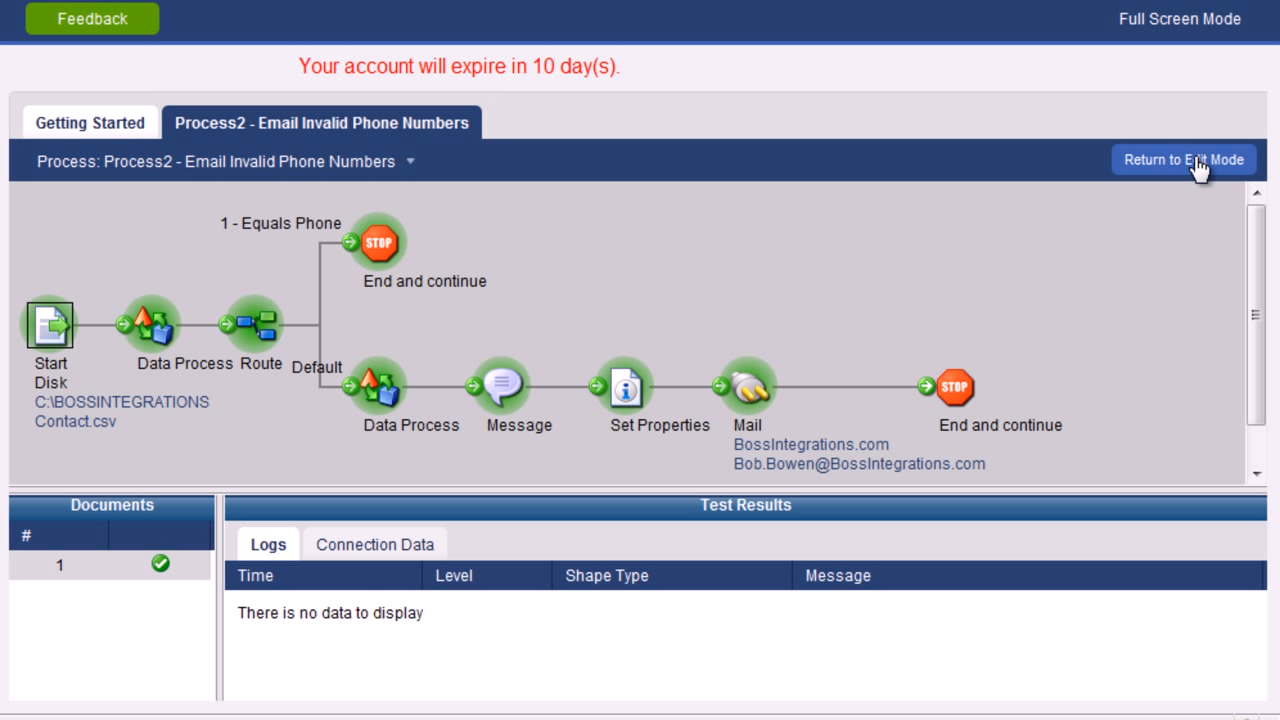 Feedback
Full Screen Mode
Your account will expire in 10 day(s).
Getting Started
Process2 - Email Invalid Phone Numbers
Process: Process2 - Email Invalid Phone Numbers
Return to Edit Mode
1 - Equals Phone
STOP
End and continue
Start
Disk
C:\BOSSINTEGRATIONS
Contact.csv
Data Process
Route
Default
Data Process
Message
Set Properties
Mail
BossIntegrations.com
Bob.Bowen@BossIntegrations.com
STOP
End and continue
Documents
#
1
Test Results
Logs
Connection Data
Time
Level
Shape Type
Message
There is no data to display